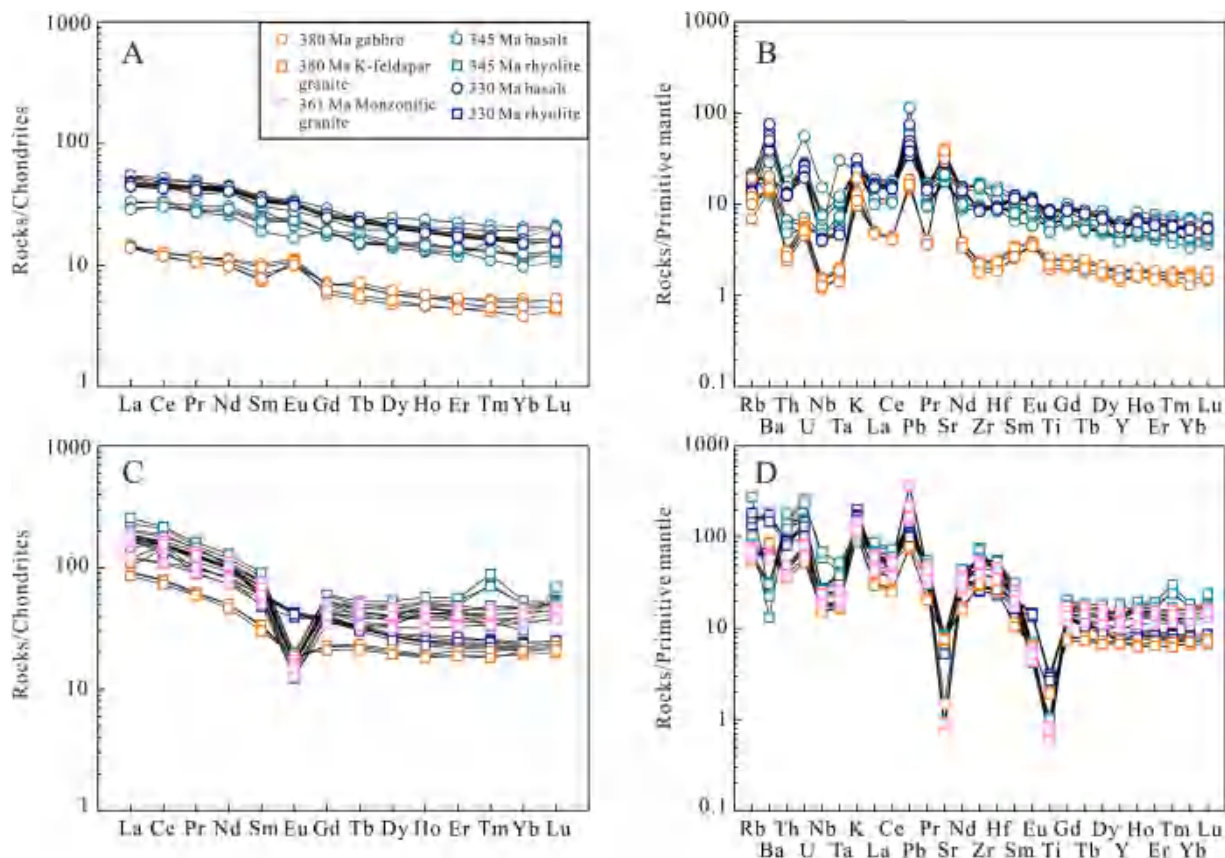 A
1000
100
10
1
Rocks/Chondrites
380 Ma gabbro
380 Ma K-feldapar
granite
361 Ma Monzonific
granite
345 Ma basalt
345 Ma rhyolite
330 Ma basalt
330 Ma rhyolite
La Ce Pr Nd Sm Eu Gd Tb Dy Ho Er Tm Yb Lu
B
1000
100
10
1
0.1
Rocks/Primitive mantle
Rb Th Nb K Ce Pr Nd Hf Eu Gd Dy Ho Tm Lu
Ba U Ta La Pb Sr Zr Sm Ti Tb Y Er Yb
C
1000
100
10
1
Rocks/Chondrites
La Ce Pr Nd Sm Eu Gd Tb Dy Ho Er Tm Yb Lu
D
1000
100
10
1
0.1
Rocks/Primitive mantle
Rb Th Nb K Ce Pr Nd Hf Eu Gd Dy Ho Tm Lu
Ba U Ta La Pb Sr Zr Sm Ti Tb Y Er Yb